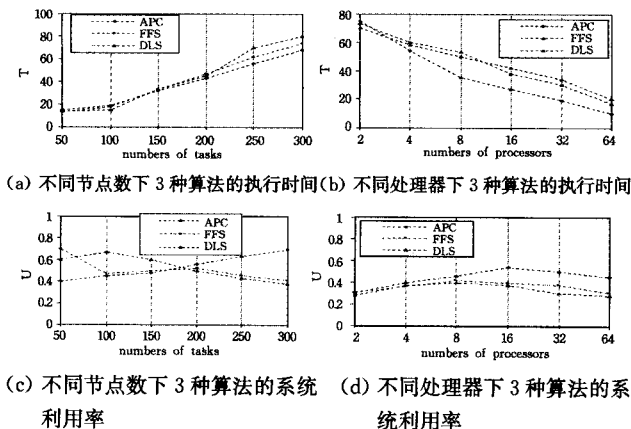 100
80
60
40
20
0
T
APC
FFS
DLS
50 100 150 200 250 300
numbers of tasks
80
60
40
20
0
T
APC
FFS
DLS
2 4 8 16 32 64
numbers of processors
(a) 不同节点数下 3 种算法的执行时间
(b) 不同处理器下 3 种算法的执行时间
1
0.8
0.6
0.4
0.2
0
U
APC
FFS
DLS
50 100 150 200 250 300
numbers of tasks
1
0.8
0.6
0.4
0.2
0
U
APC
FFS
DLS
2 4 8 16 32 64
numbers of processors
(c) 不同节点数下 3 种算法的系统
利用率
(d) 不同处理器下 3 种算法的系
统利用率